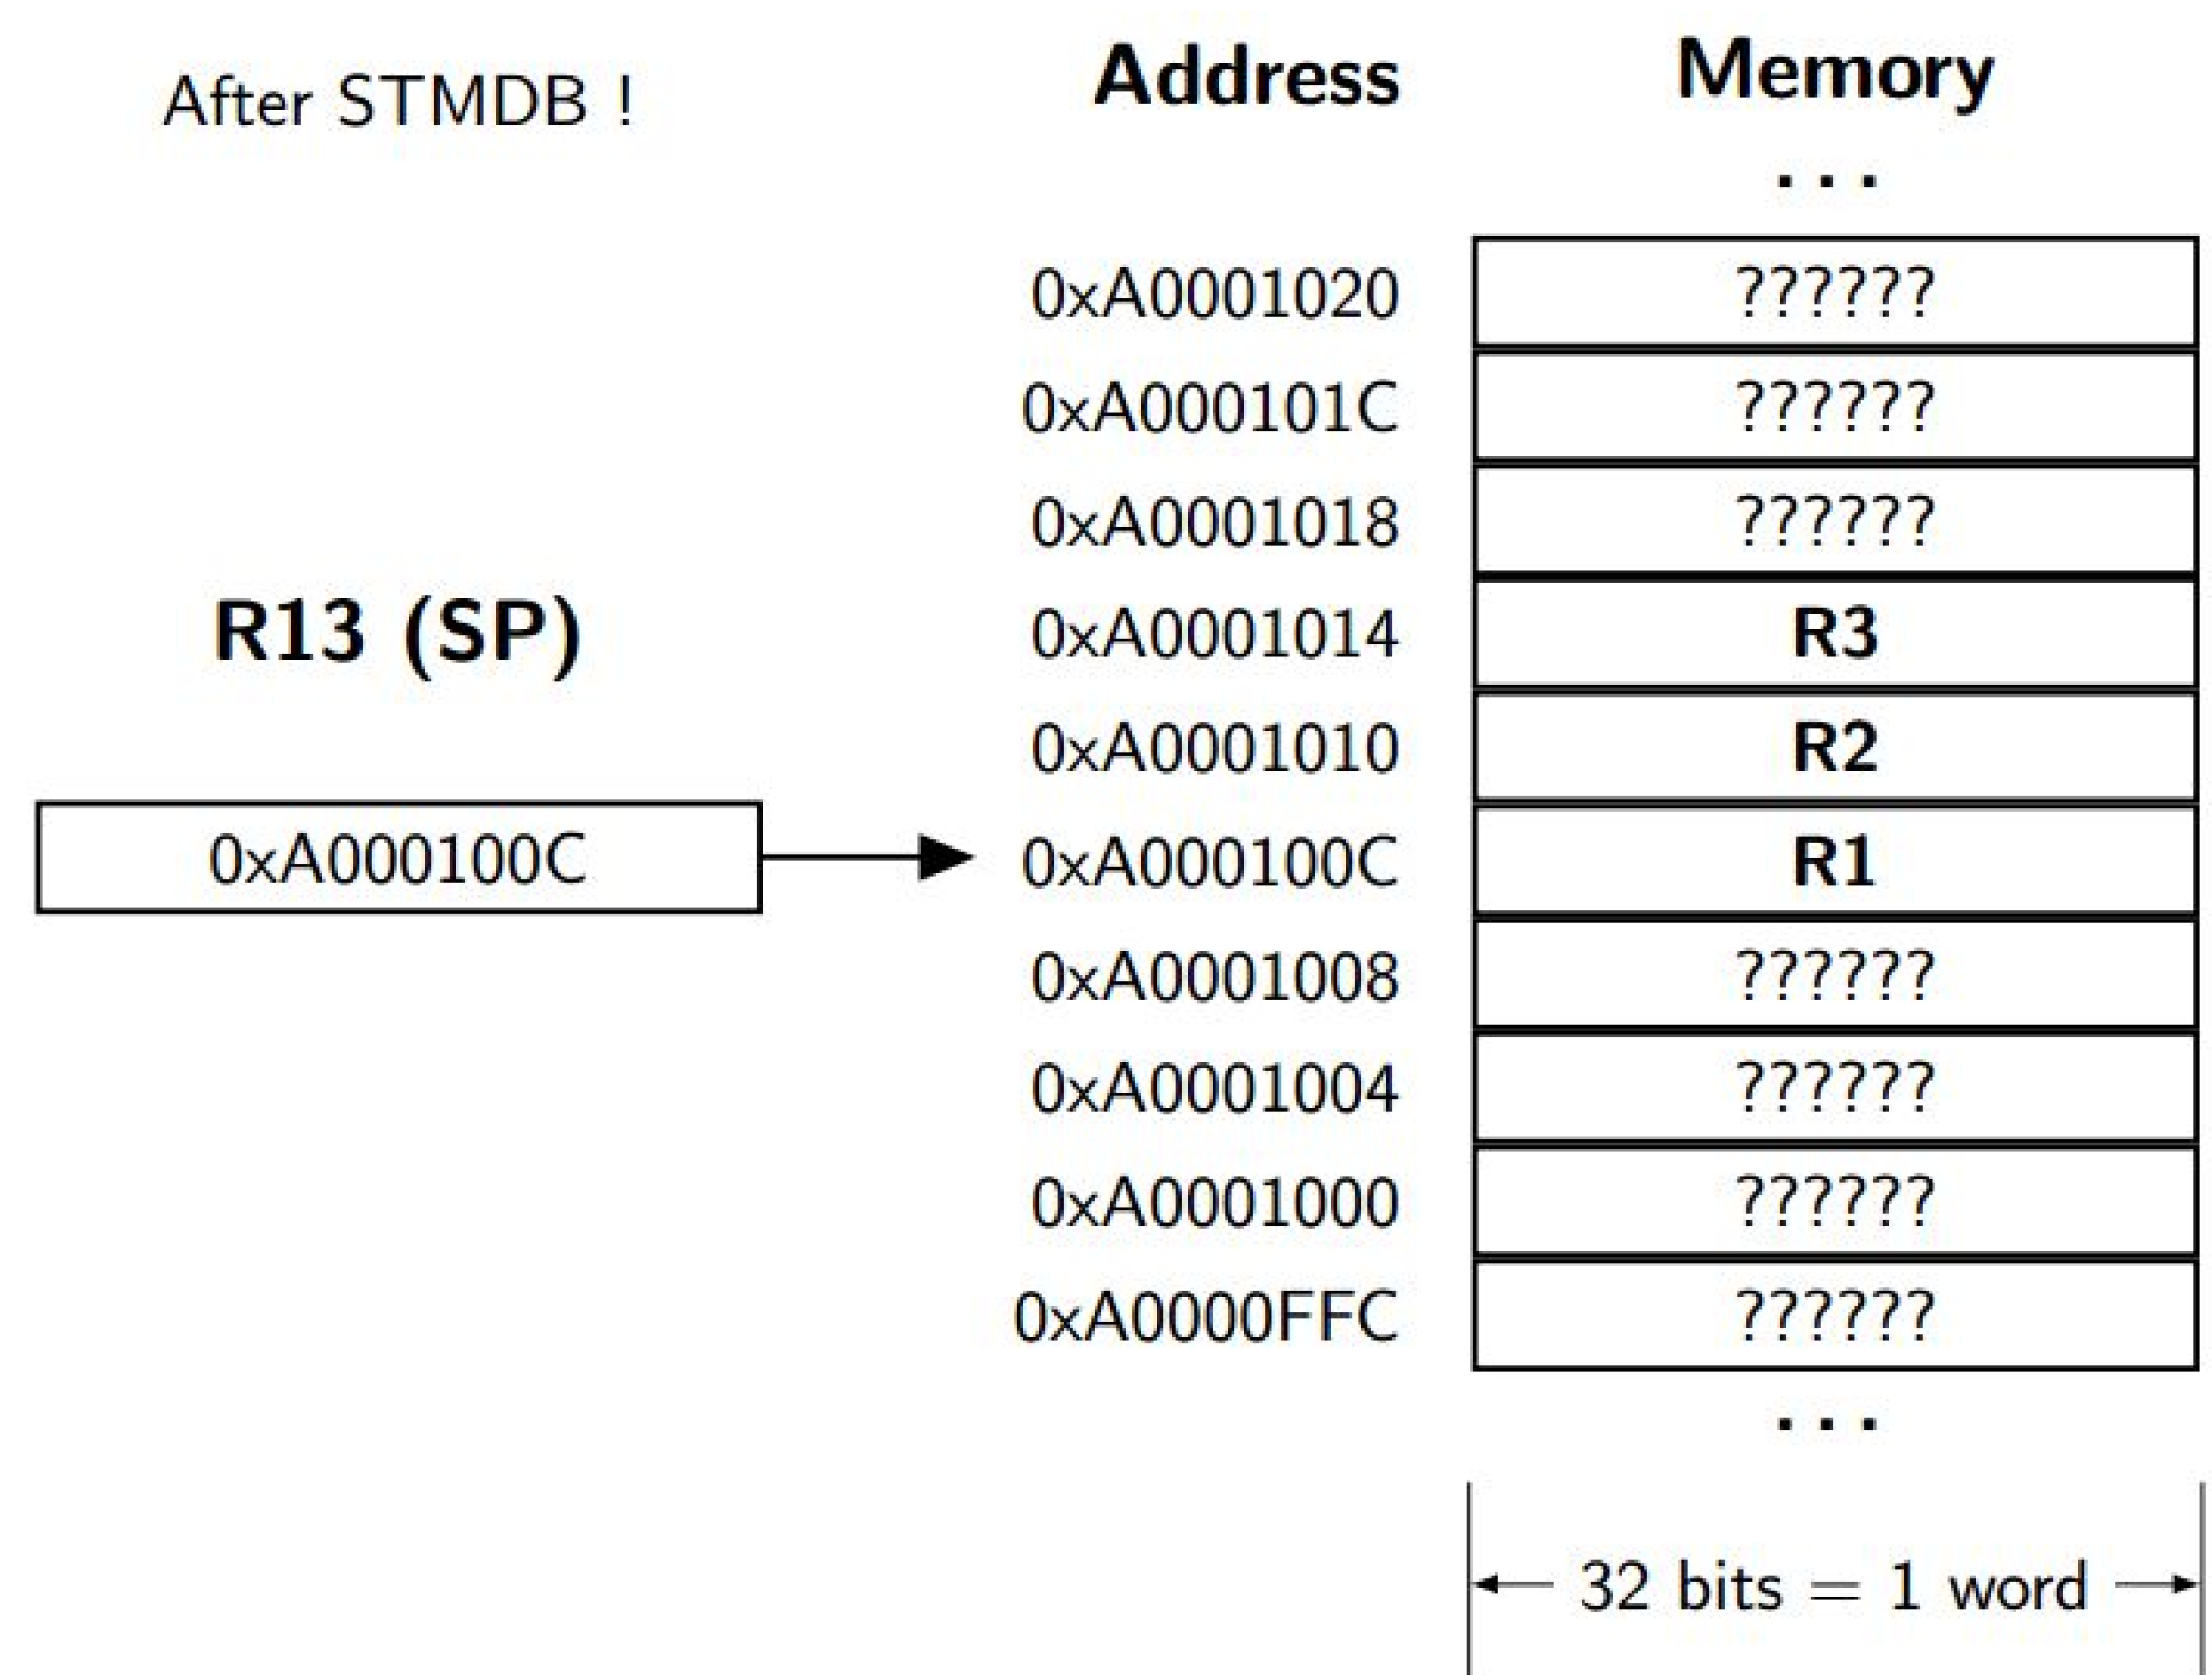 After STMDB !
Address
Memory
...
0xA0001020
??????
0xA000101C
??????
0xA0001018
??????
R13 (SP)
0xA0001014
R3
0xA0001010
R2
0xA000100C
0xA000100C
R1
0xA0001008
??????
0xA0001004
??????
0xA0001000
??????
0xA0000FFC
??????
...
32 bits = 1 word